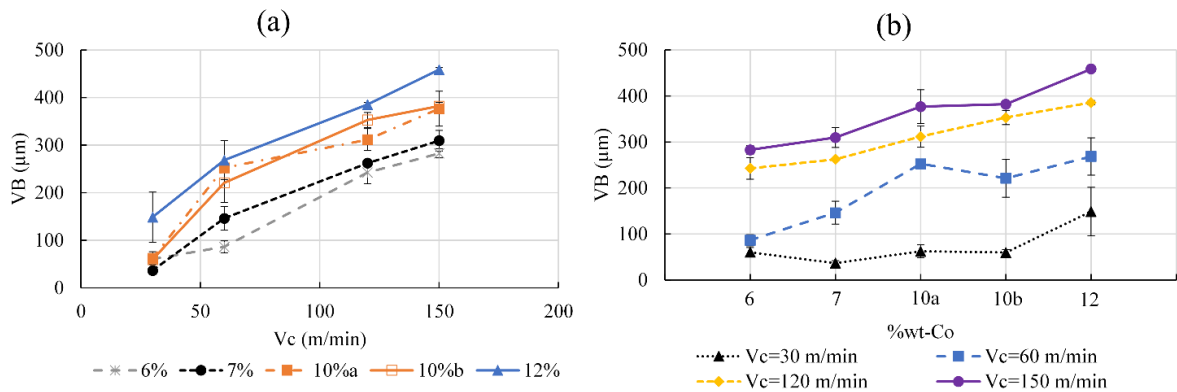 (a)
500
400
300
200
100
0
VB (µm)
0 50 100 150 200
Vc (m/min)
6% 7% 10%a 10%b 12%
(b)
500
400
300
200
100
0
VB (µm)
6 7 10a 10b 12
%wt-Co
Vc=30 m/min Vc=60 m/min
Vc=120 m/min Vc=150 m/min